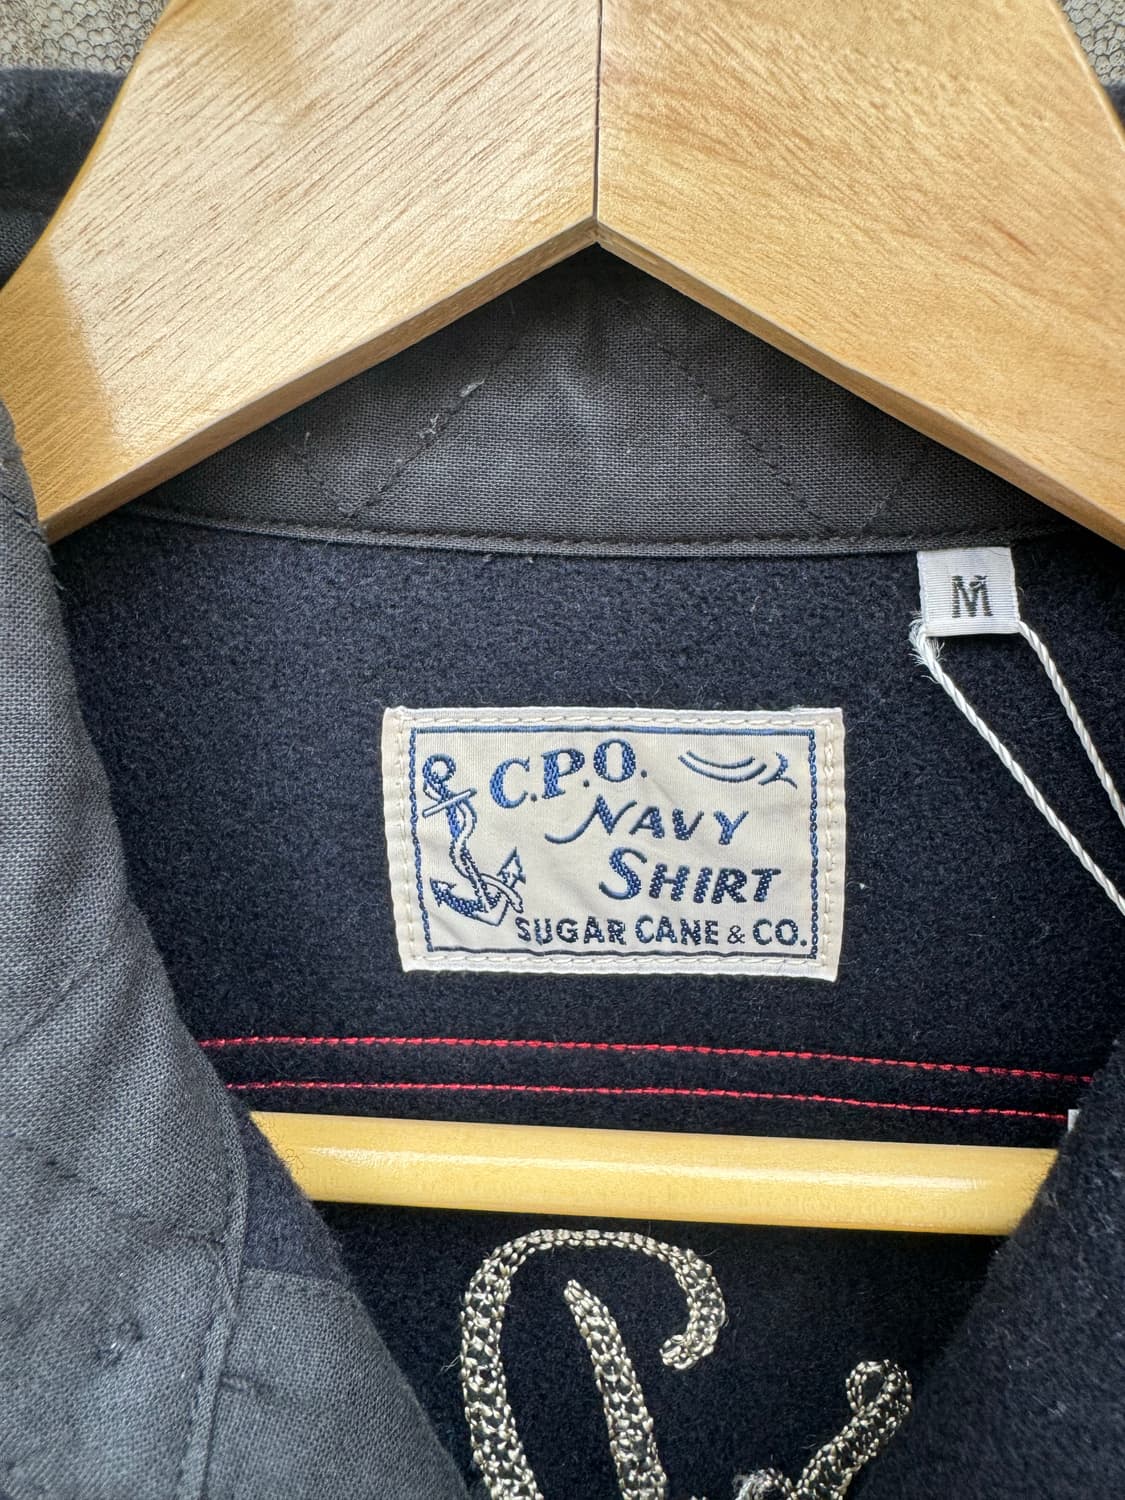 M
C.P.O.
NAVY
SHIRT
SUGAR CANE & CO.